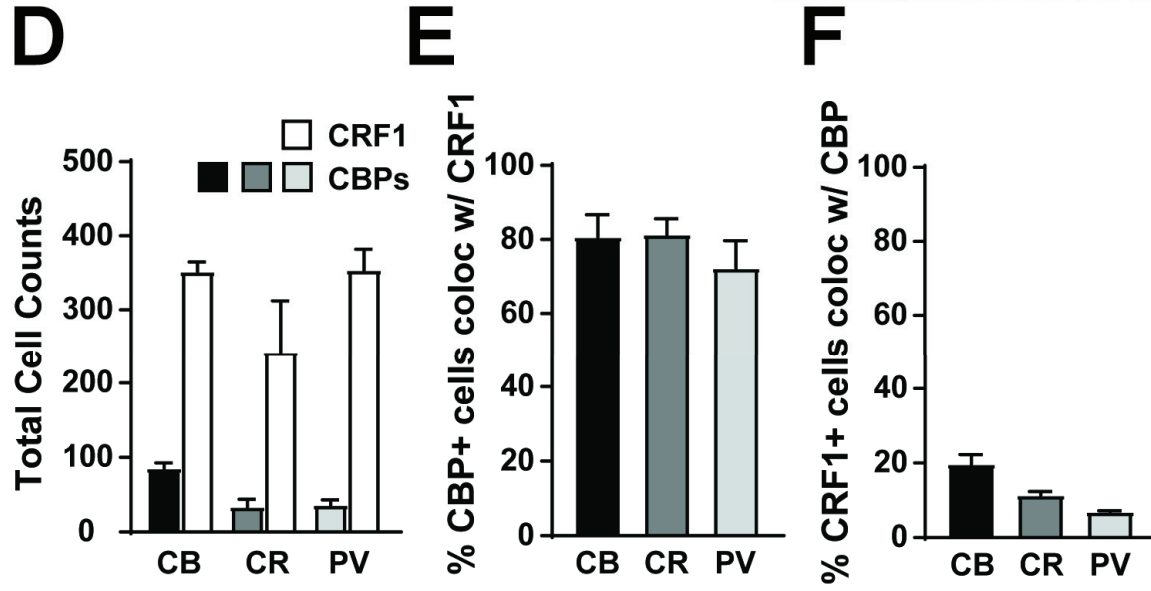 D
Total Cell Counts
500
400
300
200
100
0
CRF1
CBPs
CB CR PV
E
% CBP+ cells coloc w/ CRF1
100
80
60
40
20
0
CB CR PV
F
% CRF1+ cells coloc w/ CBP
100
80
60
40
20
0
CB CR PV